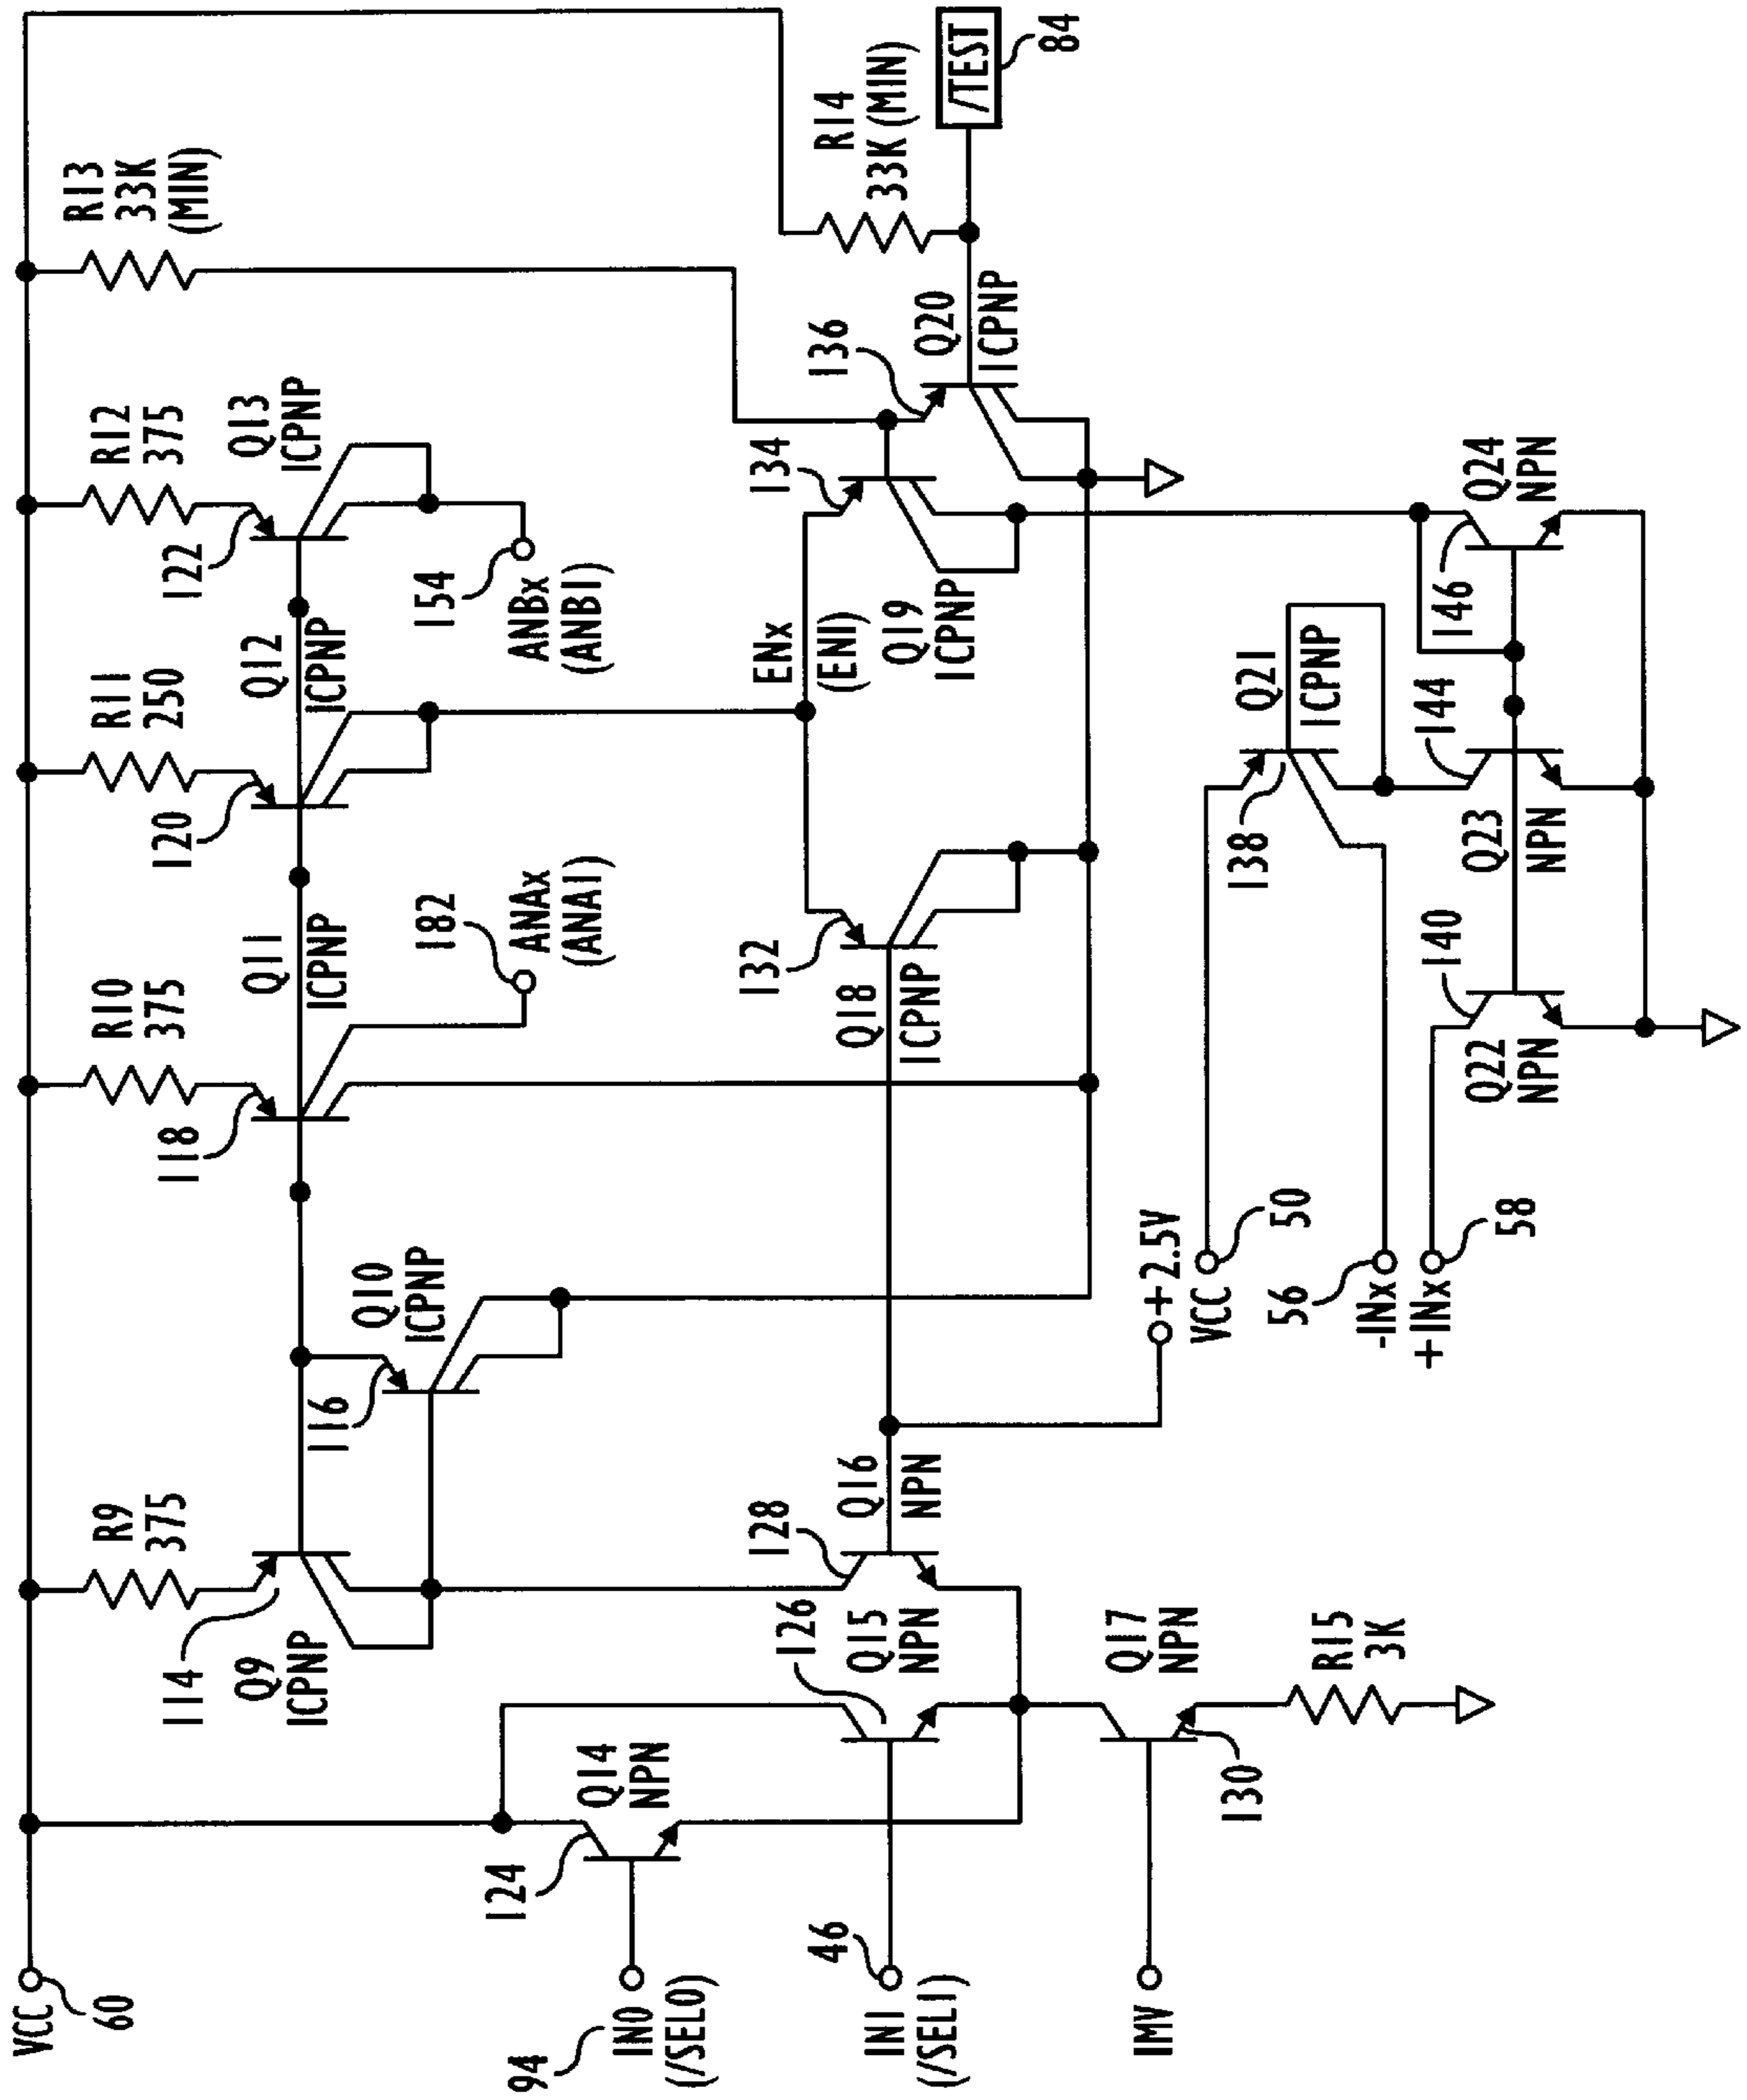 VCC
60
94
IN0
(/SEL0)
46
IN1
(/SEL1)
IMV
R9
375
114
Q9
ICPNP
116
Q10
ICPNP
R10
375
118
Q11
ICPNP
182
ANAx
(ANA1)
R11
250
120
Q12
ICPNP
R12
375
122
Q13
ICPNP
154
ANBx
(ANB1)
R13
33K
(MIN)
R14
33K (MIN)
/TEST
84
124
Q14
NPN
126
Q15
NPN
128
Q16
NPN
130
Q17
NPN
R15
3K
132
Q18
ICPNP
ENx
(EN1)
134
Q19
ICPNP
136
Q20
ICPNP
+2.5V
VCC
50
56
-INx
+INx
58
138
Q21
ICPNP
140
Q22
NPN
144
Q23
NPN
146
Q24
NPN